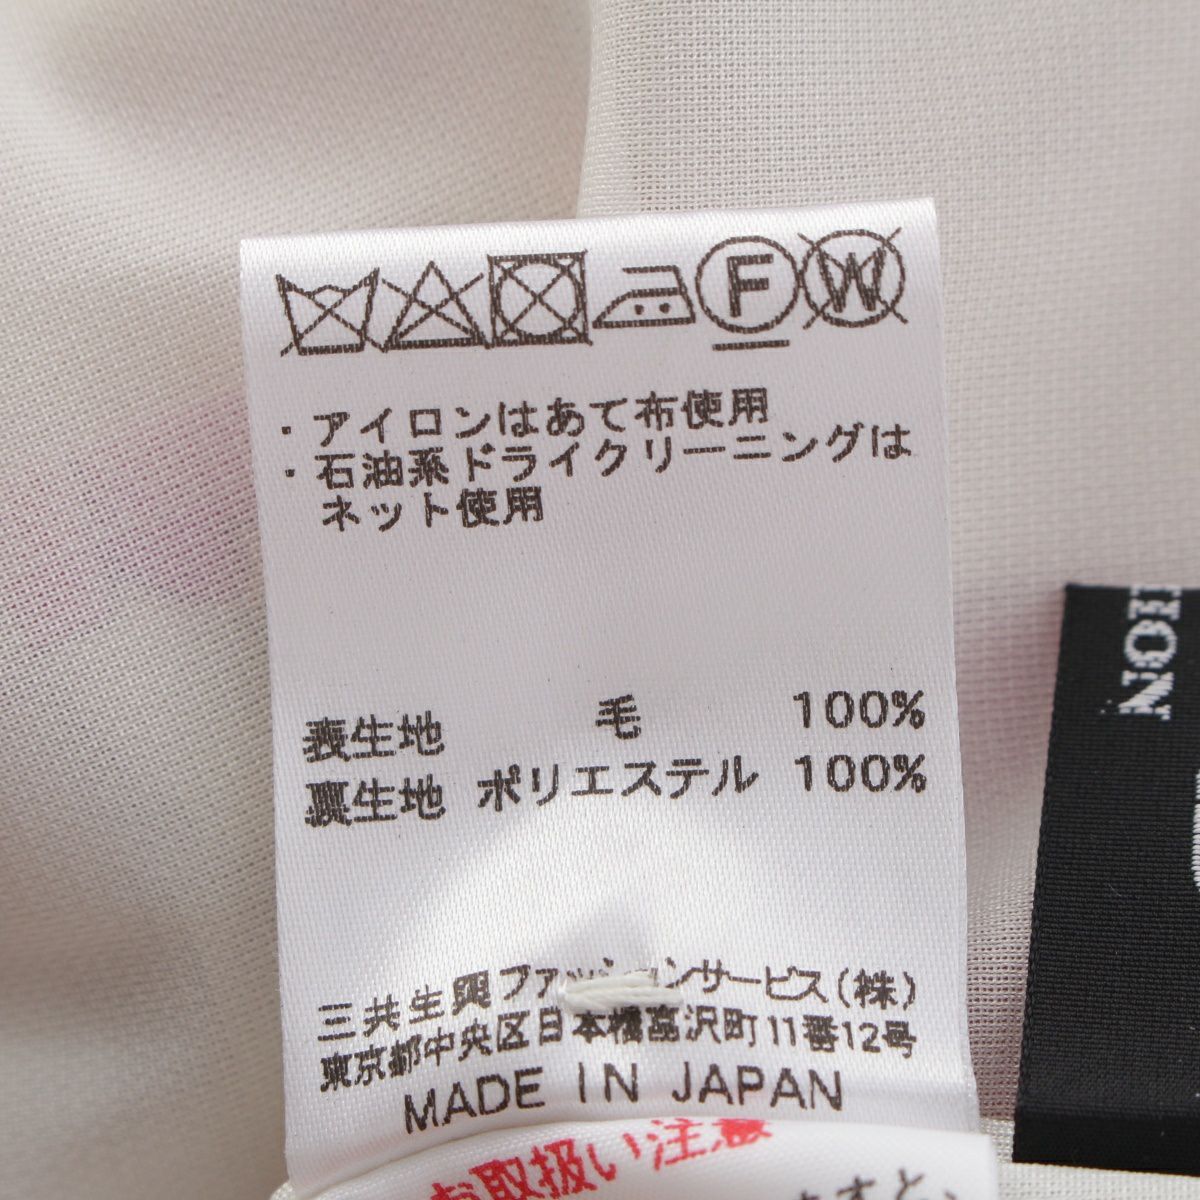 F W
・アイロンはあて布使用
・石油系ドライクリーニングは
ネット使用
表生地 毛 100%
裏生地 ポリエステル 100%
三共生興ファッションサービス(株)
東京都中央区日本橋富沢町11番12号
MADE IN JAPAN
お取扱い注意
ION